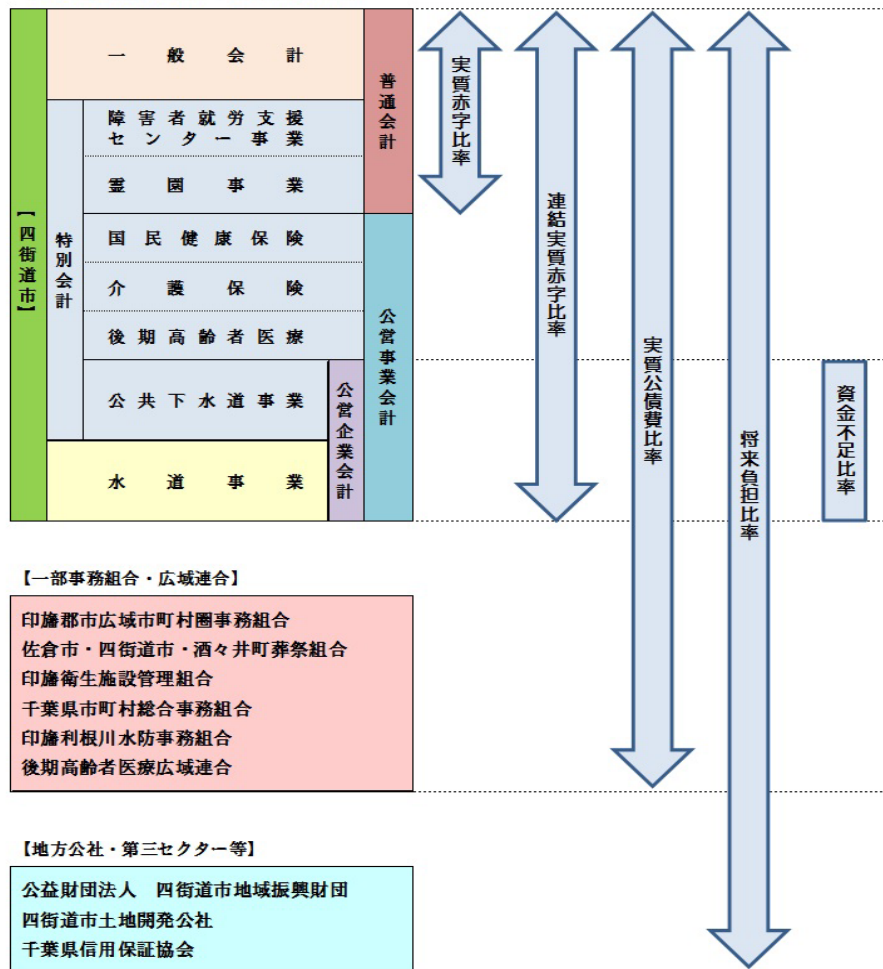 【四街道市】
一般会計
特別会計
障害者就労支援
センター事業
霊園事業
国民健康保険
介護保険
後期高齢者医療
公共下水道事業
水道事業
公営企業会計
普通会計
公営事業会計
実質赤字比率
連結実質赤字比率
実質公債費比率
将来負担比率
資金不足比率
【一部事務組合・広域連合】
印旛郡市広域市町村圏事務組合
佐倉市・四街道市・酒々井町葬祭組合
印旛衛生施設管理組合
千葉県市町村総合事務組合
印旛利根川水防事務組合
後期高齢者医療広域連合
【地方公社・第三セクター等】
公益財団法人　四街道市地域振興財団
四街道市土地開発公社
千葉県信用保証協会